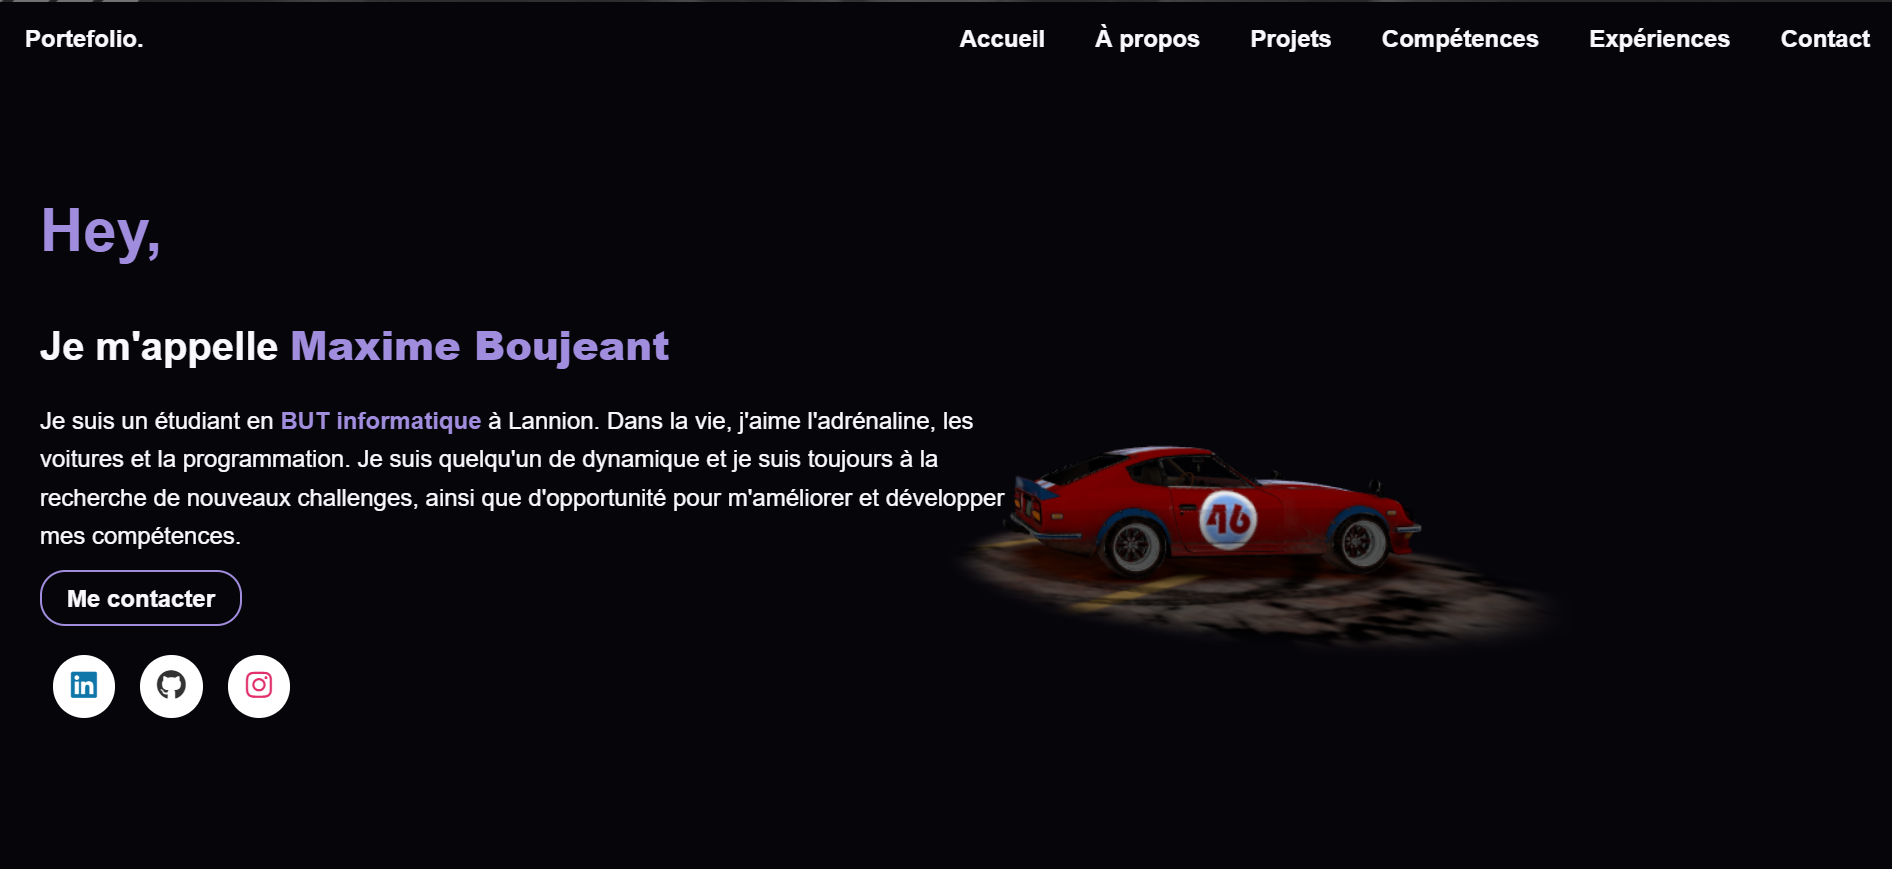 Portefolio.
Accueil À propos Projets Compétences Expériences Contact
Hey,
Je m'appelle Maxime Boujeant
Je suis un étudiant en BUT informatique à Lannion. Dans la vie, j'aime l'adrénaline, les
voitures et la programmation. Je suis quelqu'un de dynamique et je suis toujours à la
recherche de nouveaux challenges, ainsi que d'opportunité pour m'améliorer et développer
mes compétences.
46
Me contacter
in